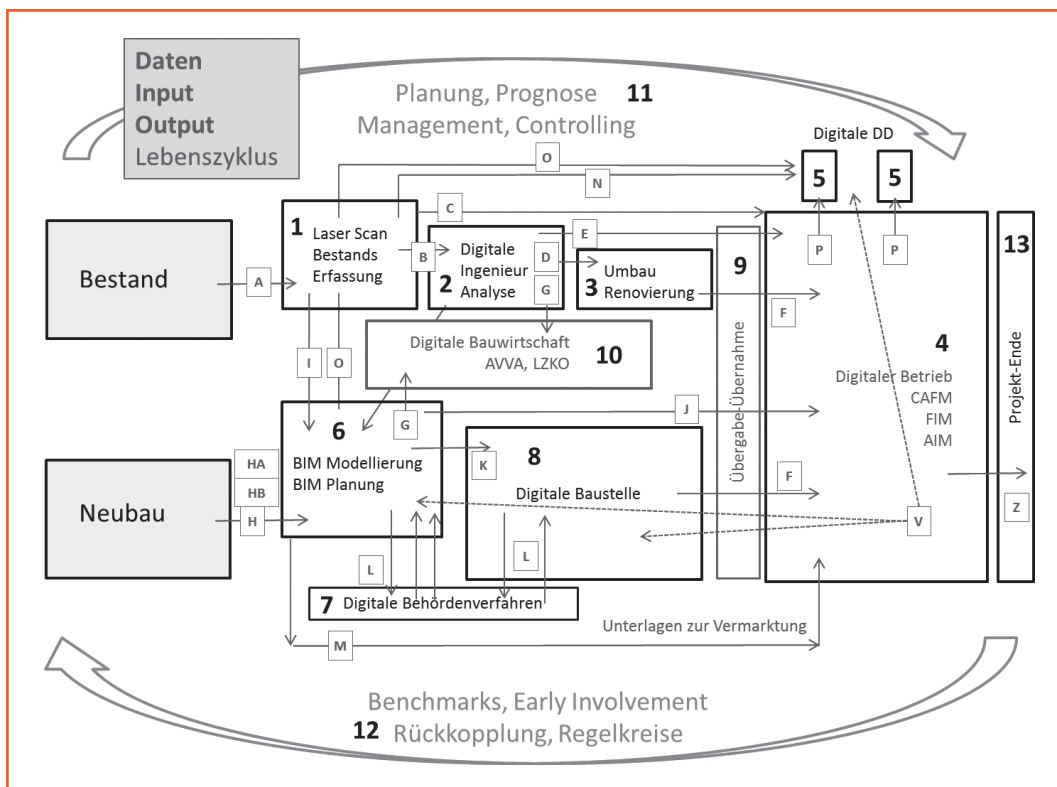 Daten
Input
Output
Lebenszyklus
Planung, Prognose 11
Management, Controlling
Digitale DD
5
5
O
N
C
P
P
Bestand
A
1
Laser Scan
Bestands
Erfassung
B
2
Digitale
Ingenieur
Analyse
E
D
G
3
Umbau
Renovierung
F
9
Übergabe-Übernahme
13
Projekt-Ende
I
O
Digitale Bauwirtschaft
AVVA, LZKO
10
4
Digitaler Betrieb
CAFM
FIM
AIM
J
G
6
BIM Modellierung
BIM Planung
K
8
Digitale Baustelle
F
Z
V
Neubau
HA
HB
H
L
L
7 Digitale Behördenverfahren
Unterlagen zur Vermarktung
M
Benchmarks, Early Involvement
12 Rückkopplung, Regelkreise